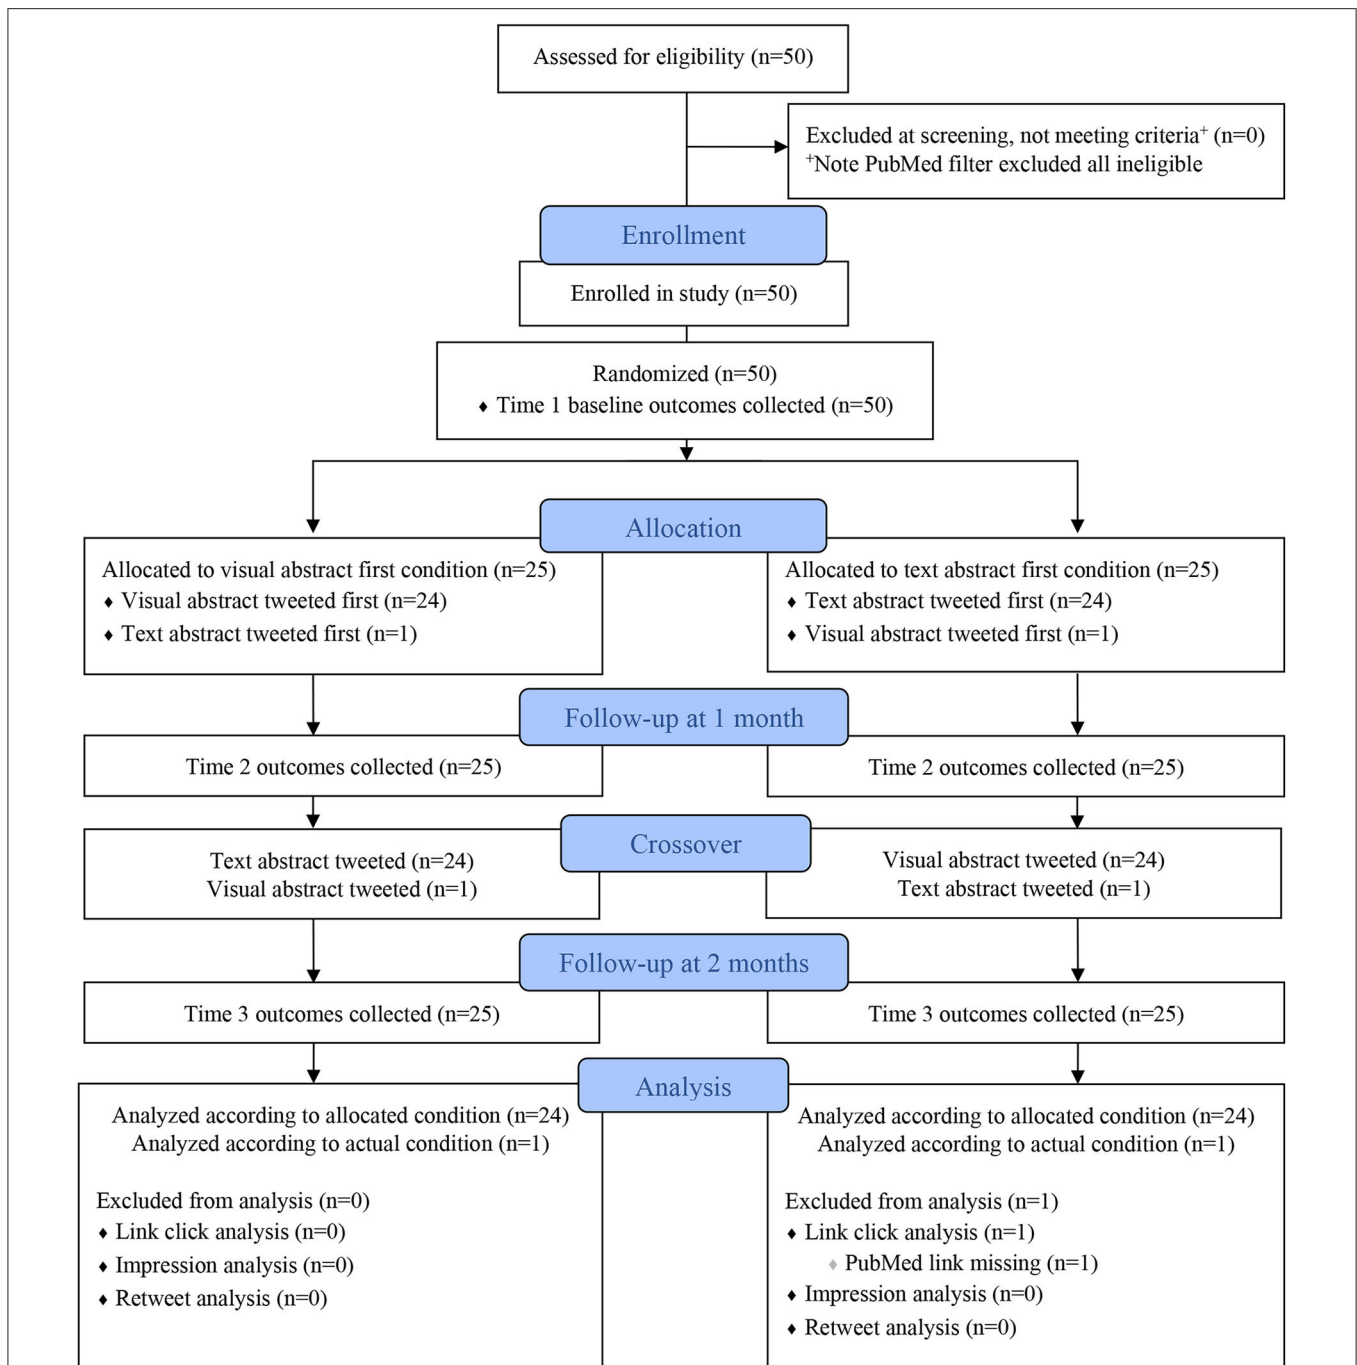 Assessed for eligibility (n=50)
Excluded at screening, not meeting criteria⁺ (n=0)
⁺Note PubMed filter excluded all ineligible
Enrollment
Enrolled in study (n=50)
Randomized (n=50)
♦ Time 1 baseline outcomes collected (n=50)
Allocation
Allocated to visual abstract first condition (n=25)
♦ Visual abstract tweeted first (n=24)
♦ Text abstract tweeted first (n=1)
Allocated to text abstract first condition (n=25)
♦ Text abstract tweeted first (n=24)
♦ Visual abstract tweeted first (n=1)
Follow-up at 1 month
Time 2 outcomes collected (n=25)
Time 2 outcomes collected (n=25)
Crossover
Text abstract tweeted (n=24)
Visual abstract tweeted (n=1)
Visual abstract tweeted (n=24)
Text abstract tweeted (n=1)
Follow-up at 2 months
Time 3 outcomes collected (n=25)
Time 3 outcomes collected (n=25)
Analysis
Analyzed according to allocated condition (n=24)
Analyzed according to actual condition (n=1)
Excluded from analysis (n=0)
♦ Link click analysis (n=0)
♦ Impression analysis (n=0)
♦ Retweet analysis (n=0)
Analyzed according to allocated condition (n=24)
Analyzed according to actual condition (n=1)
Excluded from analysis (n=1)
♦ Link click analysis (n=1)
♦ PubMed link missing (n=1)
♦ Impression analysis (n=0)
♦ Retweet analysis (n=0)